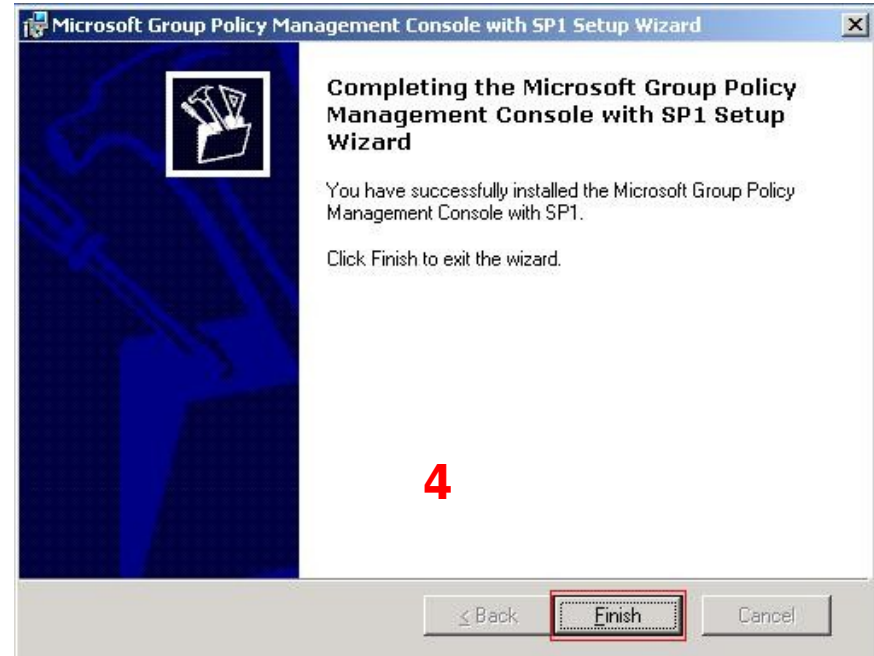 Microsoft Group Policy Management Console with SP1 Setup Wizard
Completing the Microsoft Group Policy
Management Console with SP1 Setup
Wizard
You have successfully installed the Microsoft Group Policy
Management Console with SP1.
Click Finish to exit the wizard.
4
< Back
Finish
Cancel